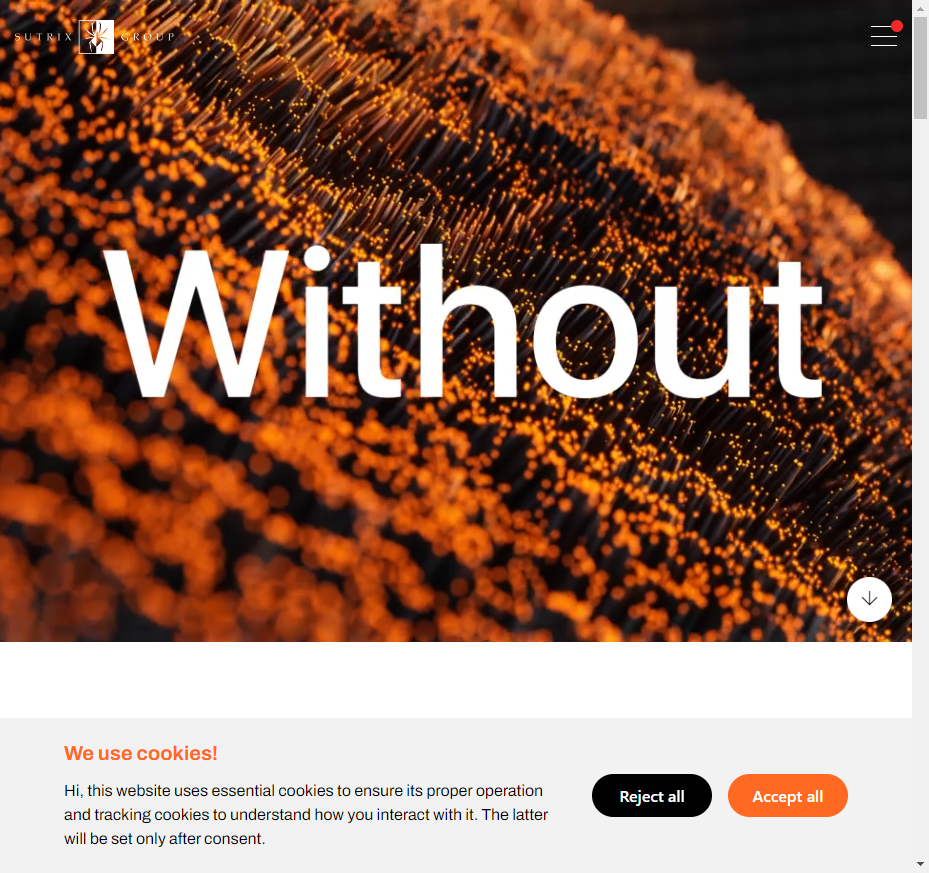 SUTRIX GROUP
Without
We use cookies!
Hi, this website uses essential cookies to ensure its proper operation
and tracking cookies to understand how you interact with it. The latter
will be set only after consent.
Reject all
Accept all